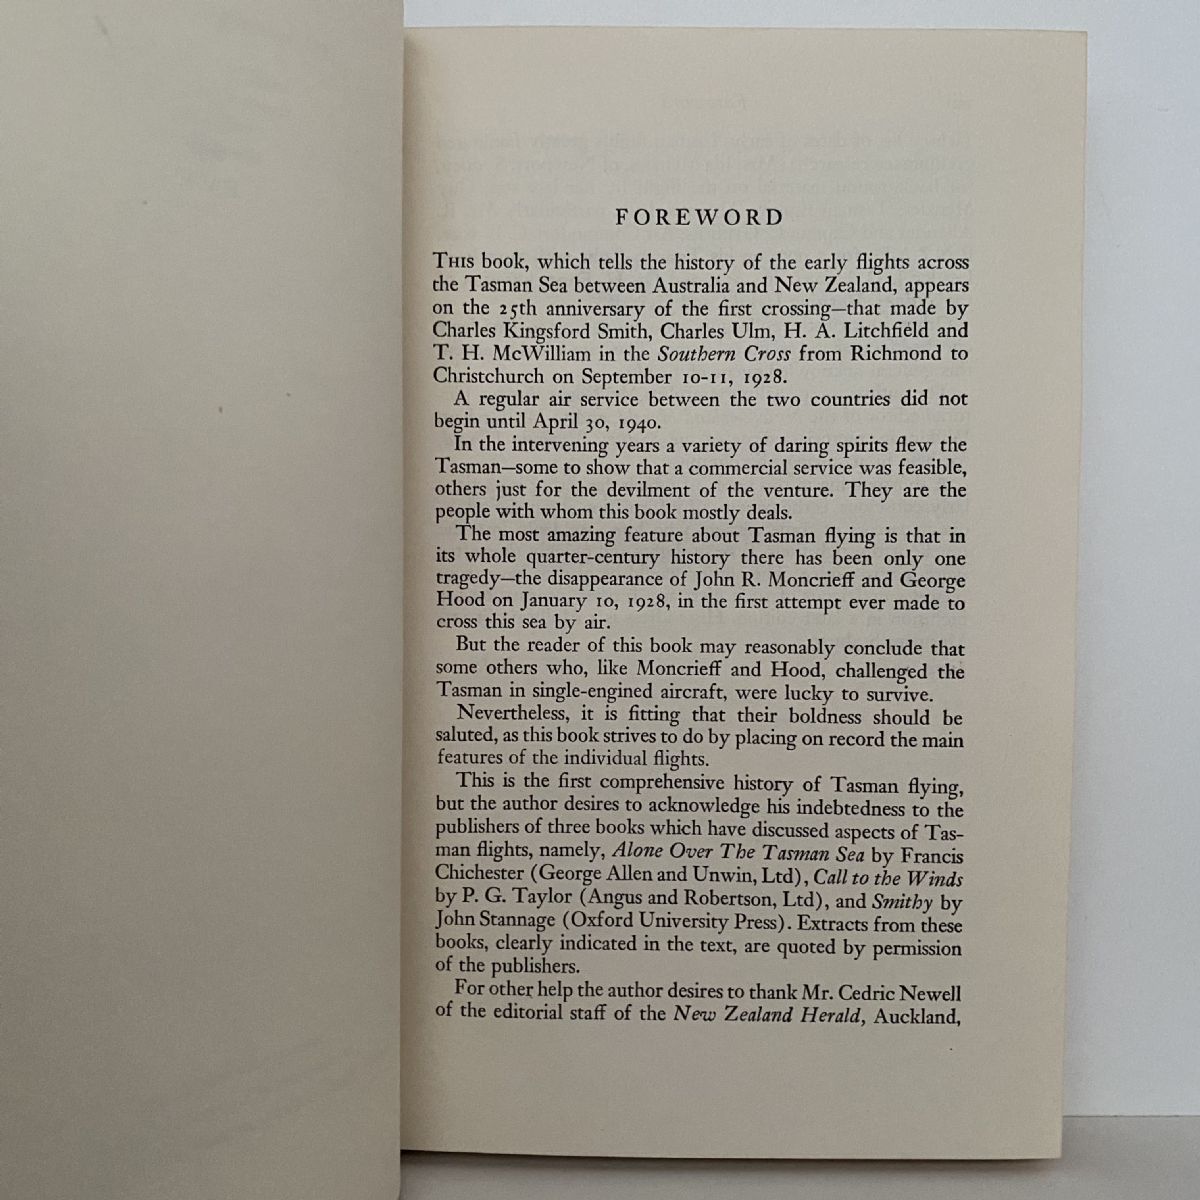 FOREWORD
THIS book, which tells the history of the early flights across
the Tasman Sea between Australia and New Zealand, appears
on the 25th anniversary of the first crossing—that made by
Charles Kingsford Smith, Charles Ulm, H. A. Litchfield and
T. H. McWilliam in the Southern Cross from Richmond to
Christchurch on September 10-11, 1928.
A regular air service between the two countries did not
begin until April 30, 1940.
In the intervening years a variety of daring spirits flew the
Tasman—some to show that a commercial service was feasible,
others just for the devilment of the venture. They are the
people with whom this book mostly deals.
The most amazing feature about Tasman flying is that in
its whole quarter-century history there has been only one
tragedy—the disappearance of John R. Moncrieff and George
Hood on January 10, 1928, in the first attempt ever made to
cross this sea by air.
But the reader of this book may reasonably conclude that
some others who, like Moncrieff and Hood, challenged the
Tasman in single-engined aircraft, were lucky to survive.
Nevertheless, it is fitting that their boldness should be
saluted, as this book strives to do by placing on record the main
features of the individual flights.
This is the first comprehensive history of Tasman flying,
but the author desires to acknowledge his indebtedness to the
publishers of three books which have discussed aspects of Tas-
man flights, namely, Alone Over The Tasman Sea by Francis
Chichester (George Allen and Unwin, Ltd), Call to the Winds
by P. G. Taylor (Angus and Robertson, Ltd), and Smithy by
John Stannage (Oxford University Press). Extracts from these
books, clearly indicated in the text, are quoted by permission
of the publishers.
For other help the author desires to thank Mr. Cedric Newell
of the editorial staff of the New Zealand Herald, Auckland,